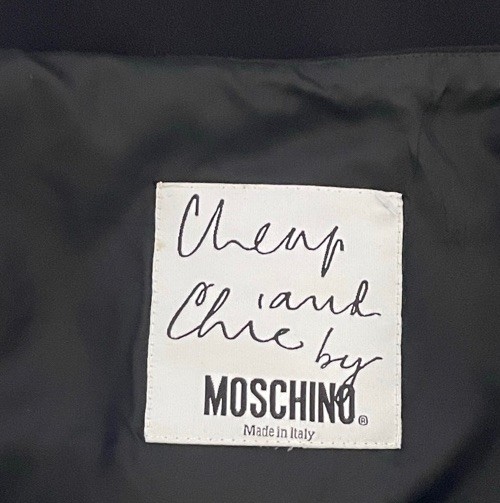 Cheap
and
Chic by
MOSCHINO®
Made in Italy